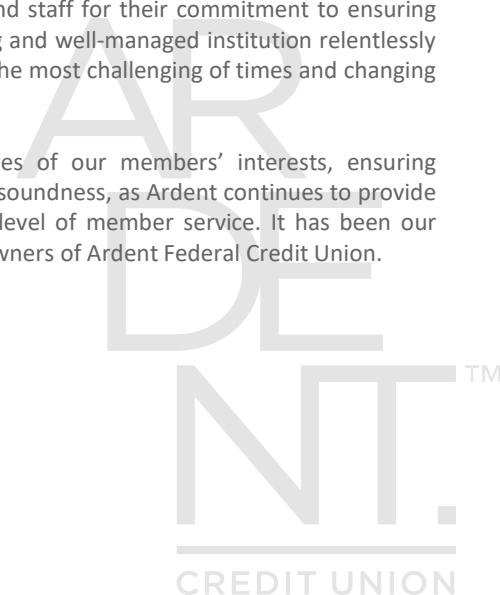 nd staff for their commitment to ensuring
g and well-managed institution relentlessly
he most challenging of times and changing
es of our members’ interests, ensuring
soundness, as Ardent continues to provide
level of member service. It has been our
wners of Ardent Federal Credit Union.
AR
DE
NT.™
CREDIT UNION